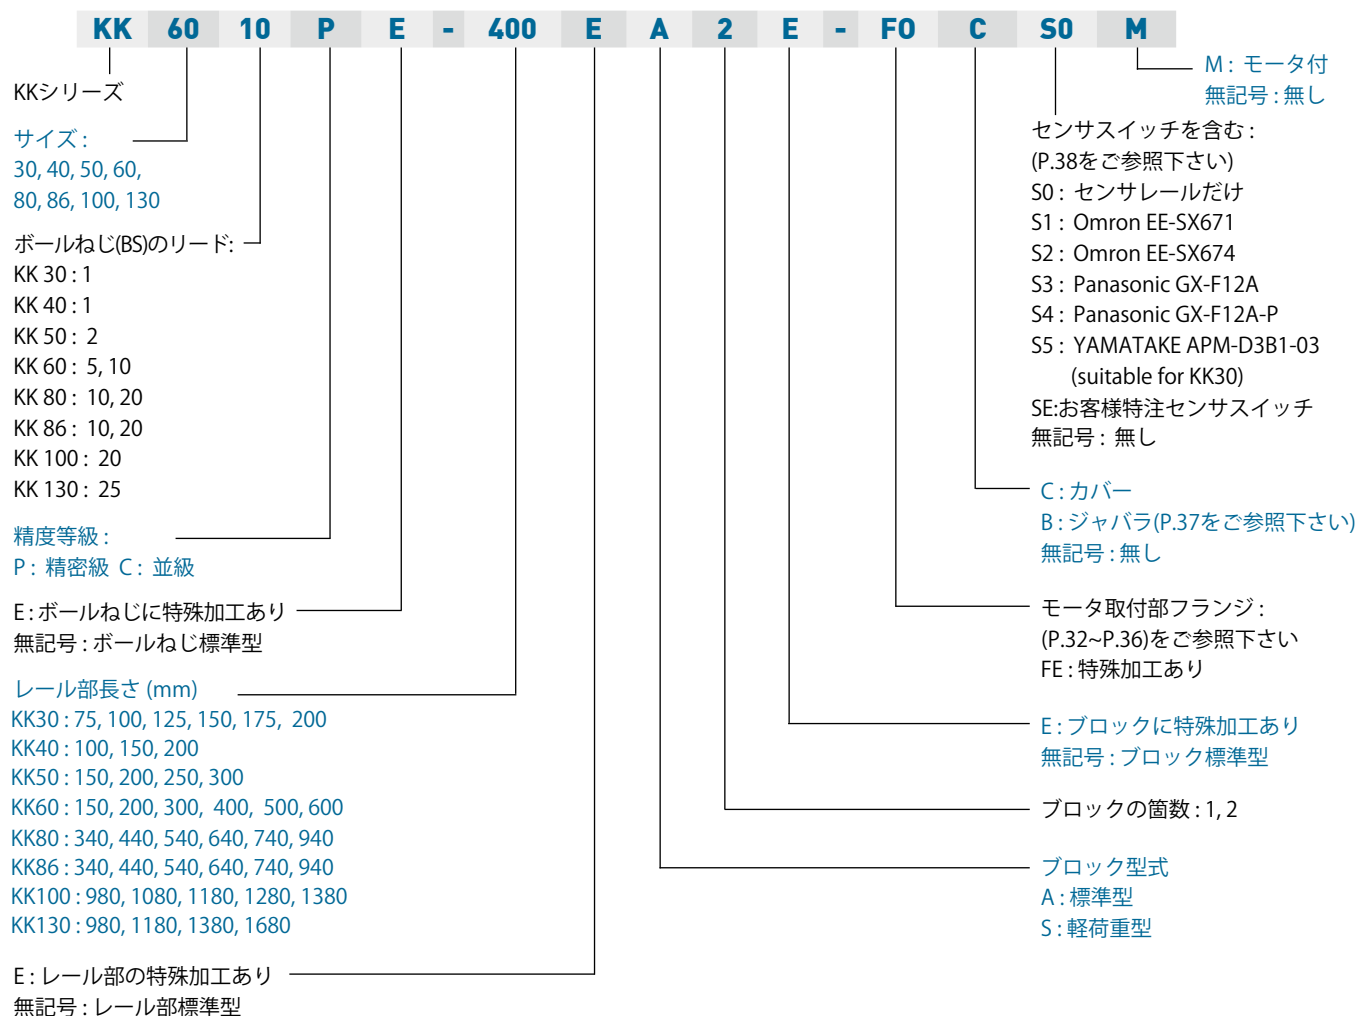 KK 60 10 P E - 400 E A 2 E - F0 C S0 M
KKシリーズ
サイズ :
30, 40, 50, 60,
80, 86, 100, 130
ボールねじ(BS)のリード:
KK 30 : 1
KK 40 : 1
KK 50 : 2
KK 60 : 5, 10
KK 80 : 10, 20
KK 86 : 10, 20
KK 100 : 20
KK 130 : 25
精度等級 :
P : 精密級 C : 並級
E : ボールねじに特殊加工あり
無記号 : ボールねじ標準型
レール部長さ (mm)
KK30 : 75, 100, 125, 150, 175, 200
KK40 : 100, 150, 200
KK50 : 150, 200, 250, 300
KK60 : 150, 200, 300, 400, 500, 600
KK80 : 340, 440, 540, 640, 740, 940
KK86 : 340, 440, 540, 640, 740, 940
KK100 : 980, 1080, 1180, 1280, 1380
KK130 : 980, 1180, 1380, 1680
E : レール部の特殊加工あり
無記号 : レール部標準型
M : モータ付
無記号 : 無し
センサスイッチを含む :
(P.38をご参照下さい)
S0 : センサレールだけ
S1 : Omron EE-SX671
S2 : Omron EE-SX674
S3 : Panasonic GX-F12A
S4 : Panasonic GX-F12A-P
S5 : YAMATAKE APM-D3B1-03
(suitable for KK30)
SE:お客様特注センサスイッチ
無記号 : 無し
C : カバー
B : ジャバラ(P.37をご参照下さい)
無記号 : 無し
モータ取付部フランジ :
(P.32~P.36)をご参照下さい
FE : 特殊加工あり
E : ブロックに特殊加工あり
無記号 : ブロック標準型
ブロックの箇数 : 1, 2
ブロック型式
A : 標準型
S : 軽荷重型